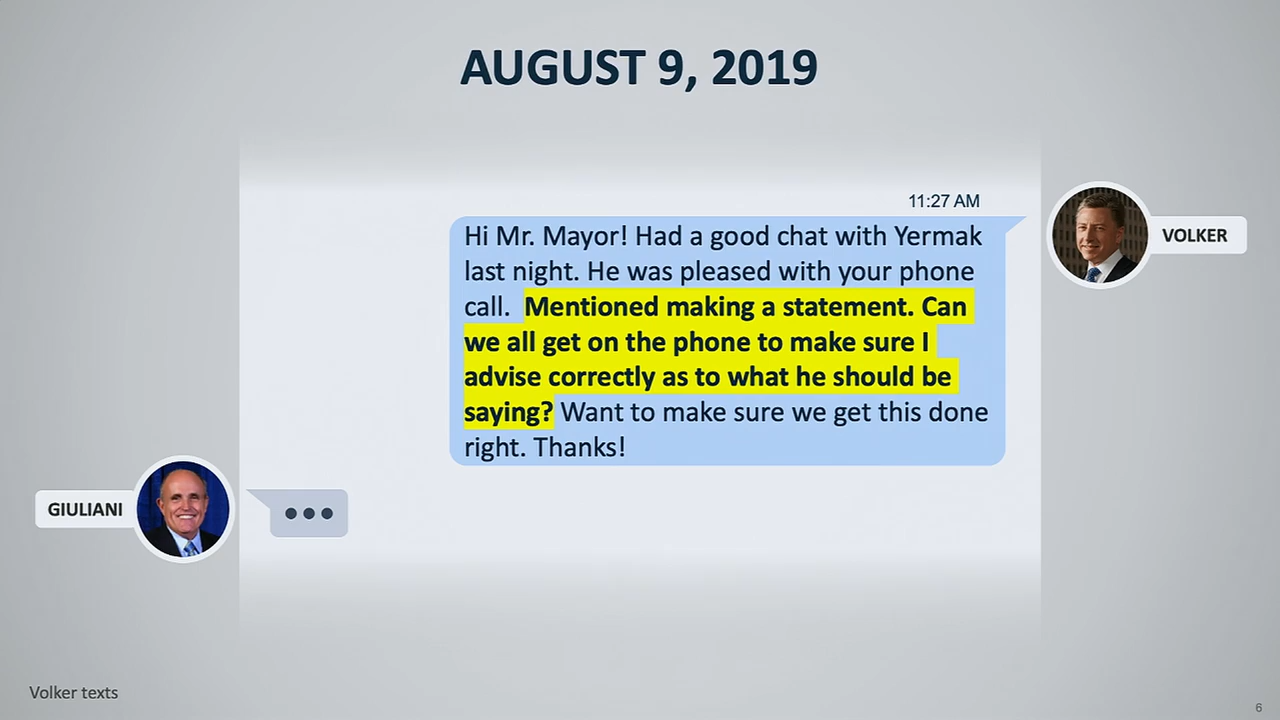 AUGUST 9, 2019
11:27 AM
VOLKER
Hi Mr. Mayor! Had a good chat with Yermak
last night. He was pleased with your phone
call. Mentioned making a statement. Can
we all get on the phone to make sure I
advise correctly as to what he should be
saying? Want to make sure we get this done
right. Thanks!
GIULIANI
Volker texts
6